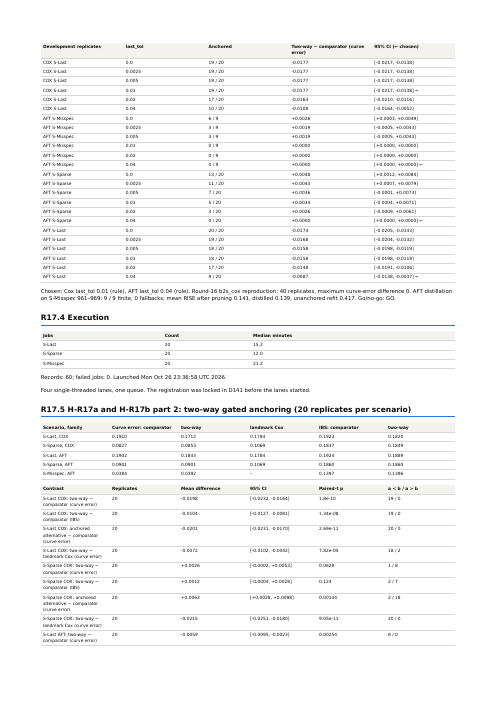 Development replicates last_tol Anchored Two-way − comparator (curve error) 95% CI (← chosen)
COX S-Last 0.0 19 / 20 -0.0177 [-0.0217, -0.0138]
COX S-Last 0.0025 19 / 20 -0.0177 [-0.0217, -0.0138]
COX S-Last 0.005 19 / 20 -0.0177 [-0.0217, -0.0138]
COX S-Last 0.01 19 / 20 -0.0177 [-0.0217, -0.0138] ←
COX S-Last 0.02 17 / 20 -0.0163 [-0.0210, -0.0116]
COX S-Last 0.04 10 / 20 -0.0108 [-0.0164, -0.0052]
AFT S-Misspec 0.0 6 / 9 +0.0026 [+0.0003, +0.0049]
AFT S-Misspec 0.0025 3 / 9 +0.0019 [-0.0005, +0.0043]
AFT S-Misspec 0.005 3 / 9 +0.0019 [-0.0005, +0.0043]
AFT S-Misspec 0.01 0 / 9 +0.0000 [+0.0000, +0.0000]
AFT S-Misspec 0.02 0 / 9 +0.0000 [+0.0000, +0.0000]
AFT S-Misspec 0.04 0 / 9 +0.0000 [+0.0000, +0.0000] ←
AFT S-Sparse 0.0 13 / 20 +0.0048 [+0.0012, +0.0084]
AFT S-Sparse 0.0025 11 / 20 +0.0043 [+0.0007, +0.0079]
AFT S-Sparse 0.005 7 / 20 +0.0036 [-0.0001, +0.0073]
AFT S-Sparse 0.01 5 / 20 +0.0034 [-0.0004, +0.0071]
AFT S-Sparse 0.02 3 / 20 +0.0026 [-0.0009, +0.0061]
AFT S-Sparse 0.04 0 / 20 +0.0000 [+0.0000, +0.0000] ←
AFT S-Last 0.0 20 / 20 -0.0174 [-0.0205, -0.0143]
AFT S-Last 0.0025 19 / 20 -0.0168 [-0.0204, -0.0132]
AFT S-Last 0.005 18 / 20 -0.0158 [-0.0198, -0.0119]
AFT S-Last 0.01 18 / 20 -0.0158 [-0.0198, -0.0119]
AFT S-Last 0.02 17 / 20 -0.0148 [-0.0191, -0.0106]
AFT S-Last 0.04 9 / 20 -0.0087 [-0.0138, -0.0037] ←
Chosen: Cox last_tol 0.01 (rule), AFT last_tol 0.04 (rule). Round-16 b2s_cox reproduction: 40 replicates, maximum curve-error difference 0. AFT distillation
on S-Misspec 961–969: 9 / 9 finite, 0 fallbacks; mean RISE after pruning 0.141, distilled 0.139, unanchored refit 0.417. Go/no-go: GO.
R17.4 Execution
Jobs Count Median minutes
S-Last 20 15.2
S-Sparse 20 12.0
S-Misspec 20 21.2
Records: 60; failed jobs: 0. Launched Mon Oct 26 23:36:58 UTC 2026.
Four single-threaded lanes, one queue. The registration was locked in D141 before the lanes started.
R17.5 H-R17a and H-R17b part 2: two-way gated anchoring (20 replicates per scenario)
Scenario, family Curve error: comparator two-way landmark Cox IBS: comparator two-way
S-Last, COX 0.1910 0.1712 0.1784 0.1923 0.1820
S-Sparse, COX 0.0827 0.0853 0.1069 0.1837 0.1849
S-Last, AFT 0.1902 0.1843 0.1784 0.1924 0.1889
S-Sparse, AFT 0.0901 0.0901 0.1069 0.1860 0.1860
S-Misspec, AFT 0.0384 0.0392 – 0.1397 0.1396
Contrast Replicates Mean difference 95% CI Paired-t p a < b / a > b
S-Last COX: two-way − comparator (curve error) 20 -0.0198 [-0.0232, -0.0164] 1.8e-10 19 / 0
S-Last COX: two-way − comparator (IBS) 20 -0.0104 [-0.0127, -0.0081] 1.34e-08 19 / 0
S-Last COX: anchored alternative − comparator (curve error) 20 -0.0201 [-0.0231, -0.0170] 2.69e-11 20 / 0
S-Last COX: two-way − landmark Cox (curve error) 20 -0.0072 [-0.0102, -0.0042] 7.82e-05 18 / 2
S-Sparse COX: two-way − comparator (curve error) 20 +0.0026 [-0.0002, +0.0053] 0.0629 1 / 8
S-Sparse COX: two-way − comparator (IBS) 20 +0.0012 [-0.0004, +0.0028] 0.124 2 / 7
S-Sparse COX: anchored alternative − comparator (curve error) 20 +0.0063 [+0.0028, +0.0098] 0.00144 2 / 18
S-Sparse COX: two-way − landmark Cox (curve error) 20 -0.0215 [-0.0251, -0.0180] 9.05e-11 20 / 0
S-Last AFT: two-way − comparator (curve error) 20 -0.0059 [-0.0095, -0.0023] 0.00254 8 / 0